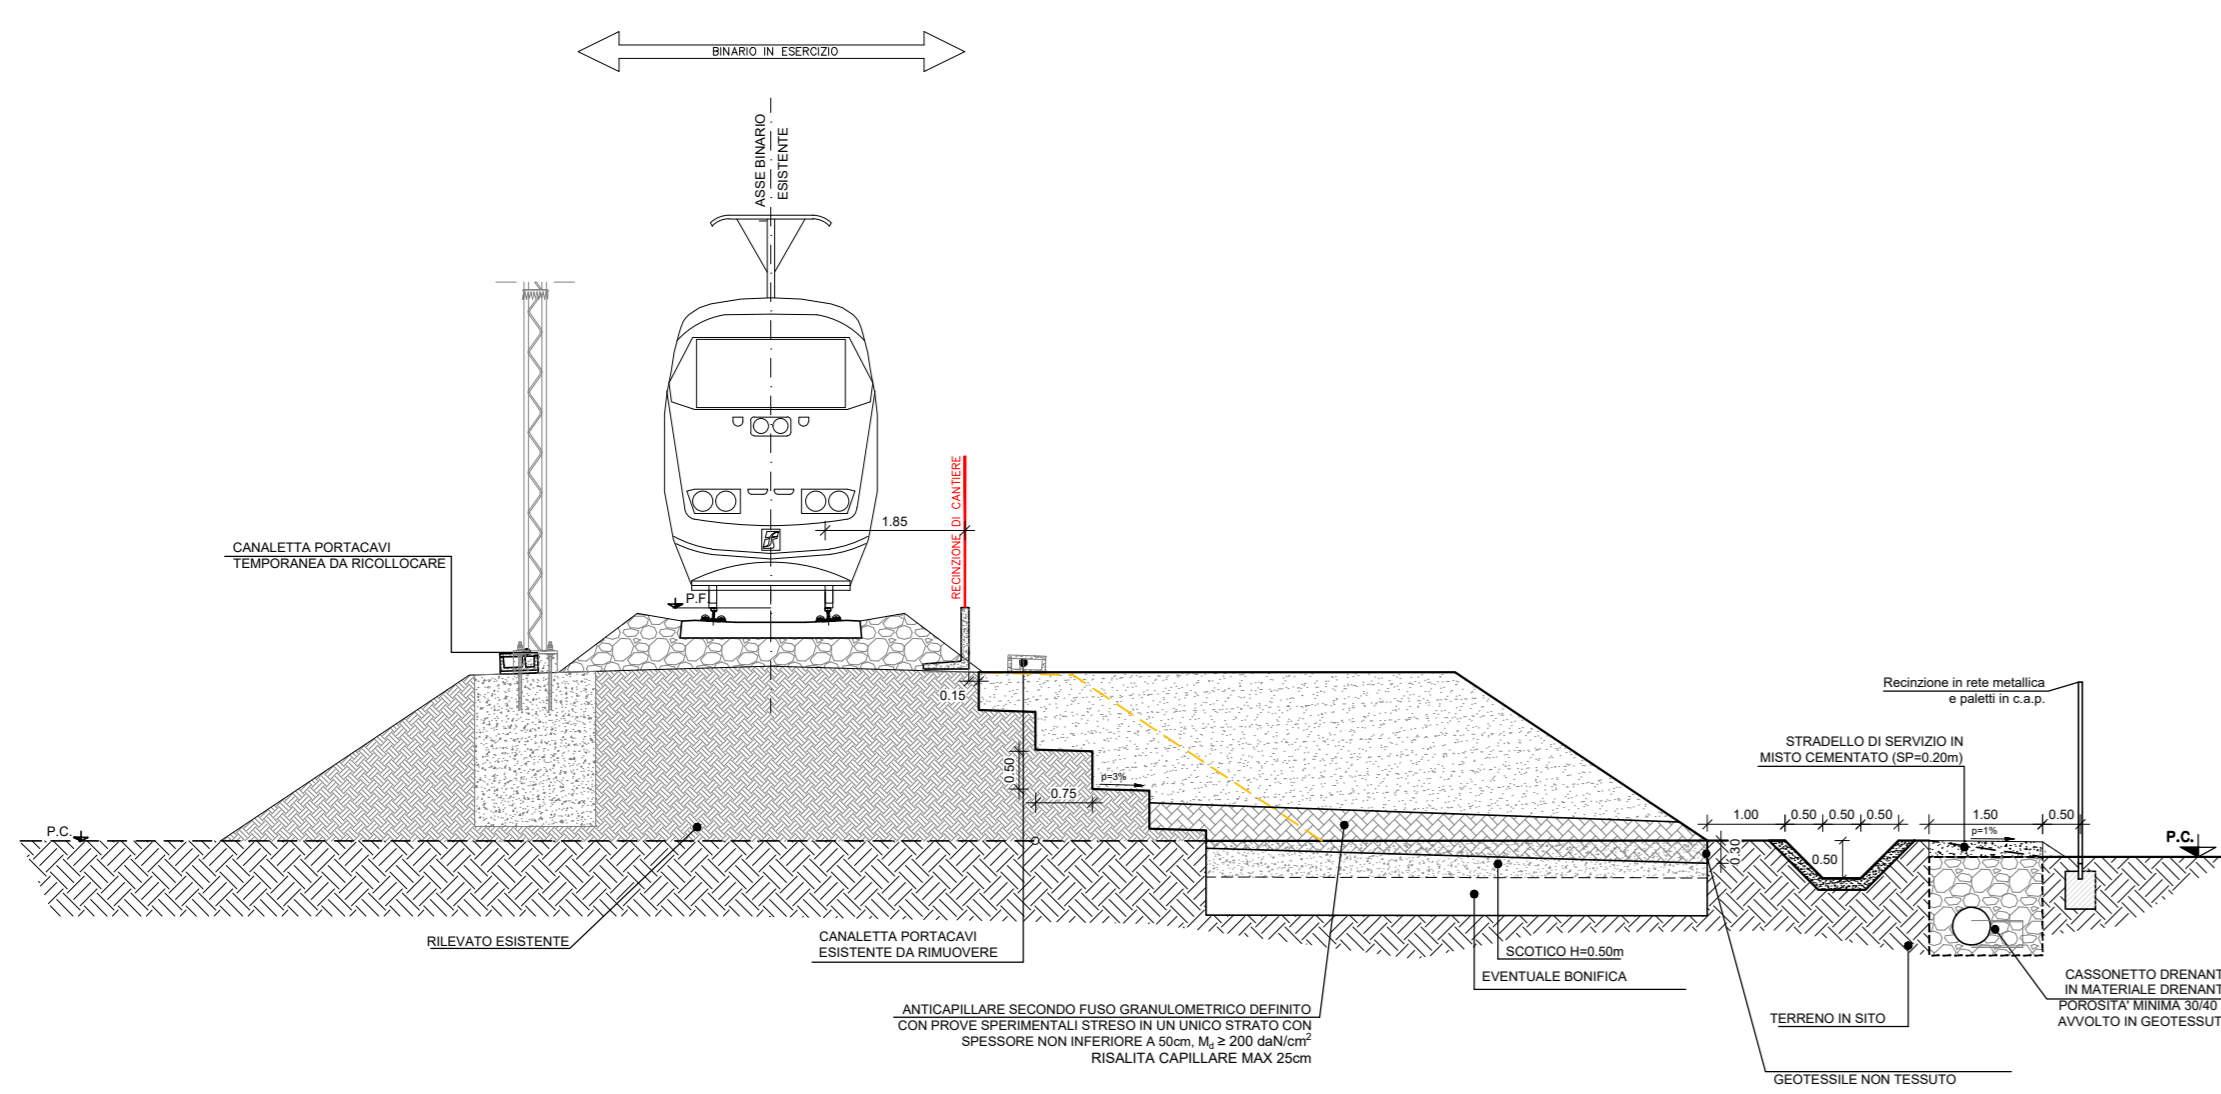 BINARIO IN ESERCIZIO
ASSE BINARIO
ESISTENTE
RECINZIONE DI CANTIERE
1.85
CANALETTA PORTACAVI
TEMPORANEA DA RICOLLOCARE
P.F.
0.15
0.50
0.75
p=3%
Recinzione in rete metallica
e paletti in c.a.p.
STRADELLO DI SERVIZIO IN
MISTO CEMENTATO (SP=0.20m)
1.00
0.50
0.50
0.50
1.50
0.50
p=1%
P.C.
P.C.
0.30
0.50
RILEVATO ESISTENTE
CANALETTA PORTACAVI
ESISTENTE DA RIMUOVERE
SCOTICO H=0.50m
EVENTUALE BONIFICA
ANTICAPILLARE SECONDO FUSO GRANULOMETRICO DEFINITO
CON PROVE SPERIMENTALI STRESO IN UN UNICO STRATO CON
SPESSORE NON INFERIORE A 50cm, Md ≥ 200 daN/cm²
RISALITA CAPILLARE MAX 25cm
TERRENO IN SITO
CASSONETTO DRENANT
IN MATERIALE DRENANT
POROSITA' MINIMA 30/40
AVVOLTO IN GEOTESSUT
GEOTESSILE NON TESSUTO